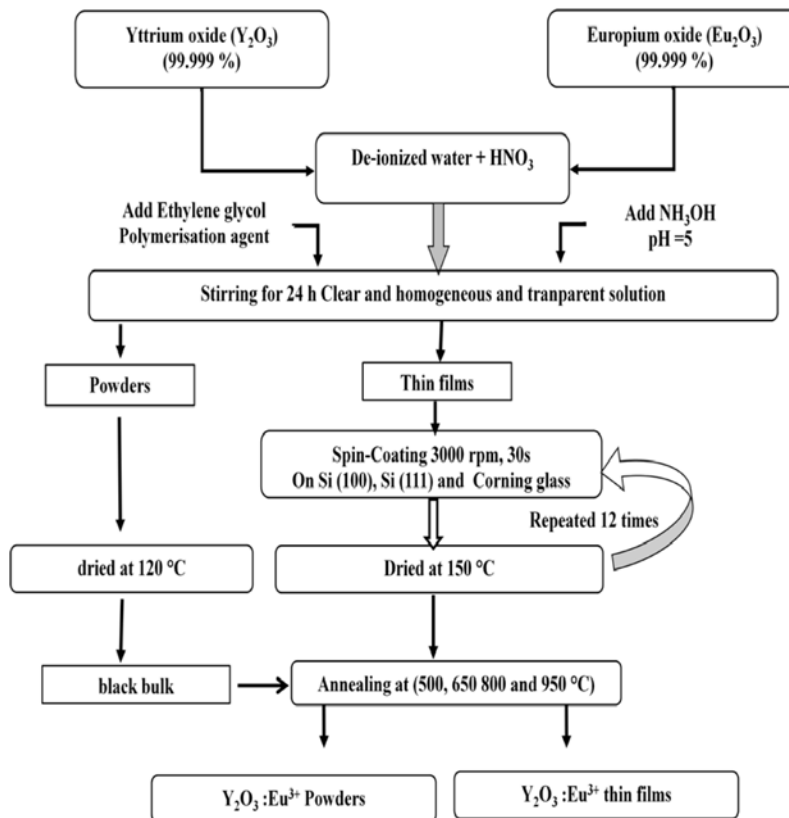 Yttrium oxide (Y₂O₃)
(99.999 %)
Europium oxide (Eu₂O₃)
(99.999 %)
De-ionized water + HNO₃
Add Ethylene glycol
Polymerisation agent
Add NH₃OH
pH =5
Stirring for 24 h Clear and homogeneous and tranparent solution
Powders
Thin films
Spin-Coating 3000 rpm, 30s
On Si (100), Si (111) and Corning glass
Repeated 12 times
dried at 120 °C
Dried at 150 °C
black bulk
Annealing at (500, 650 800 and 950 °C)
Y₂O₃ :Eu³⁺ Powders
Y₂O₃ :Eu³⁺ thin films